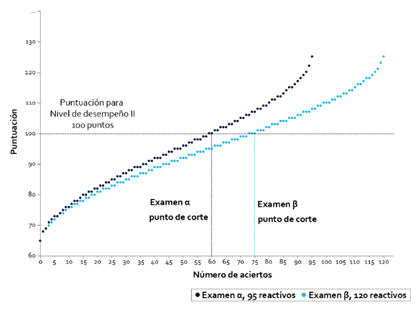 130
120
110
100
90
80
70
60
Puntuación
Puntuación para
Nivel de desempeño II
100 puntos
Examen α
punto de corte
Examen β
punto de corte
0 5 10 15 20 25 30 35 40 45 50 55 60 65 70 75 80 85 90 95 100 105 110 115 120
Número de aciertos
Examen α, 95 reactivos Examen β, 120 reactivos